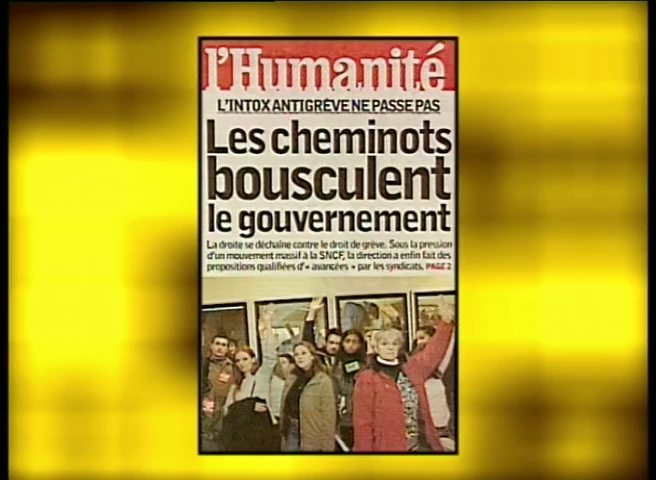 l'Humanité
L'INTOX ANTIGRÈVE NE PASSE PAS
Les cheminots
bousculent
le gouvernement
La droite se déchaîne contre le droit de grève. Sous la pression
d'un mouvement massif à la SNCF, la direction a enfin fait des
propositions qualifiées d'« avancées » par les syndicats. PAGE 2